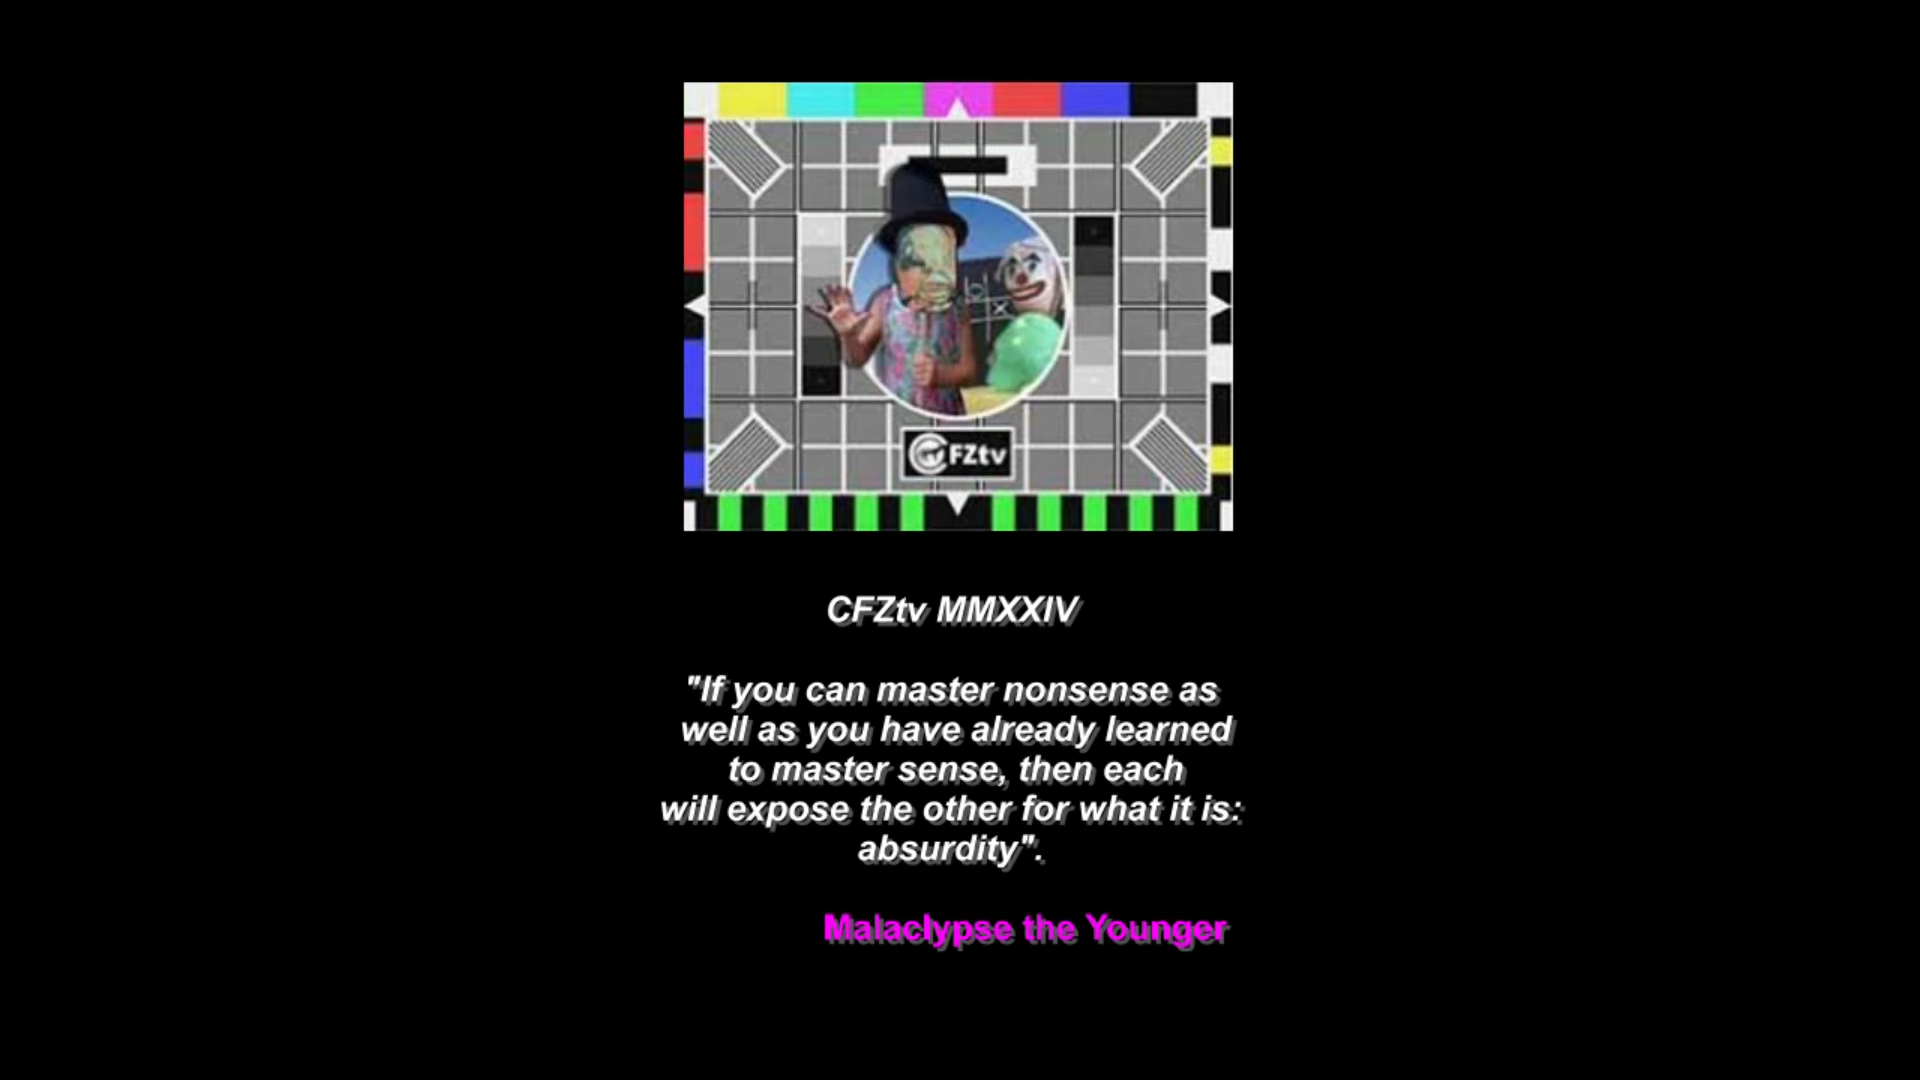 CFZtv
CFZtv MMXXIV
"If you can master nonsense as
well as you have already learned
to master sense, then each
will expose the other for what it is:
absurdity".
Malaclypse the Younger